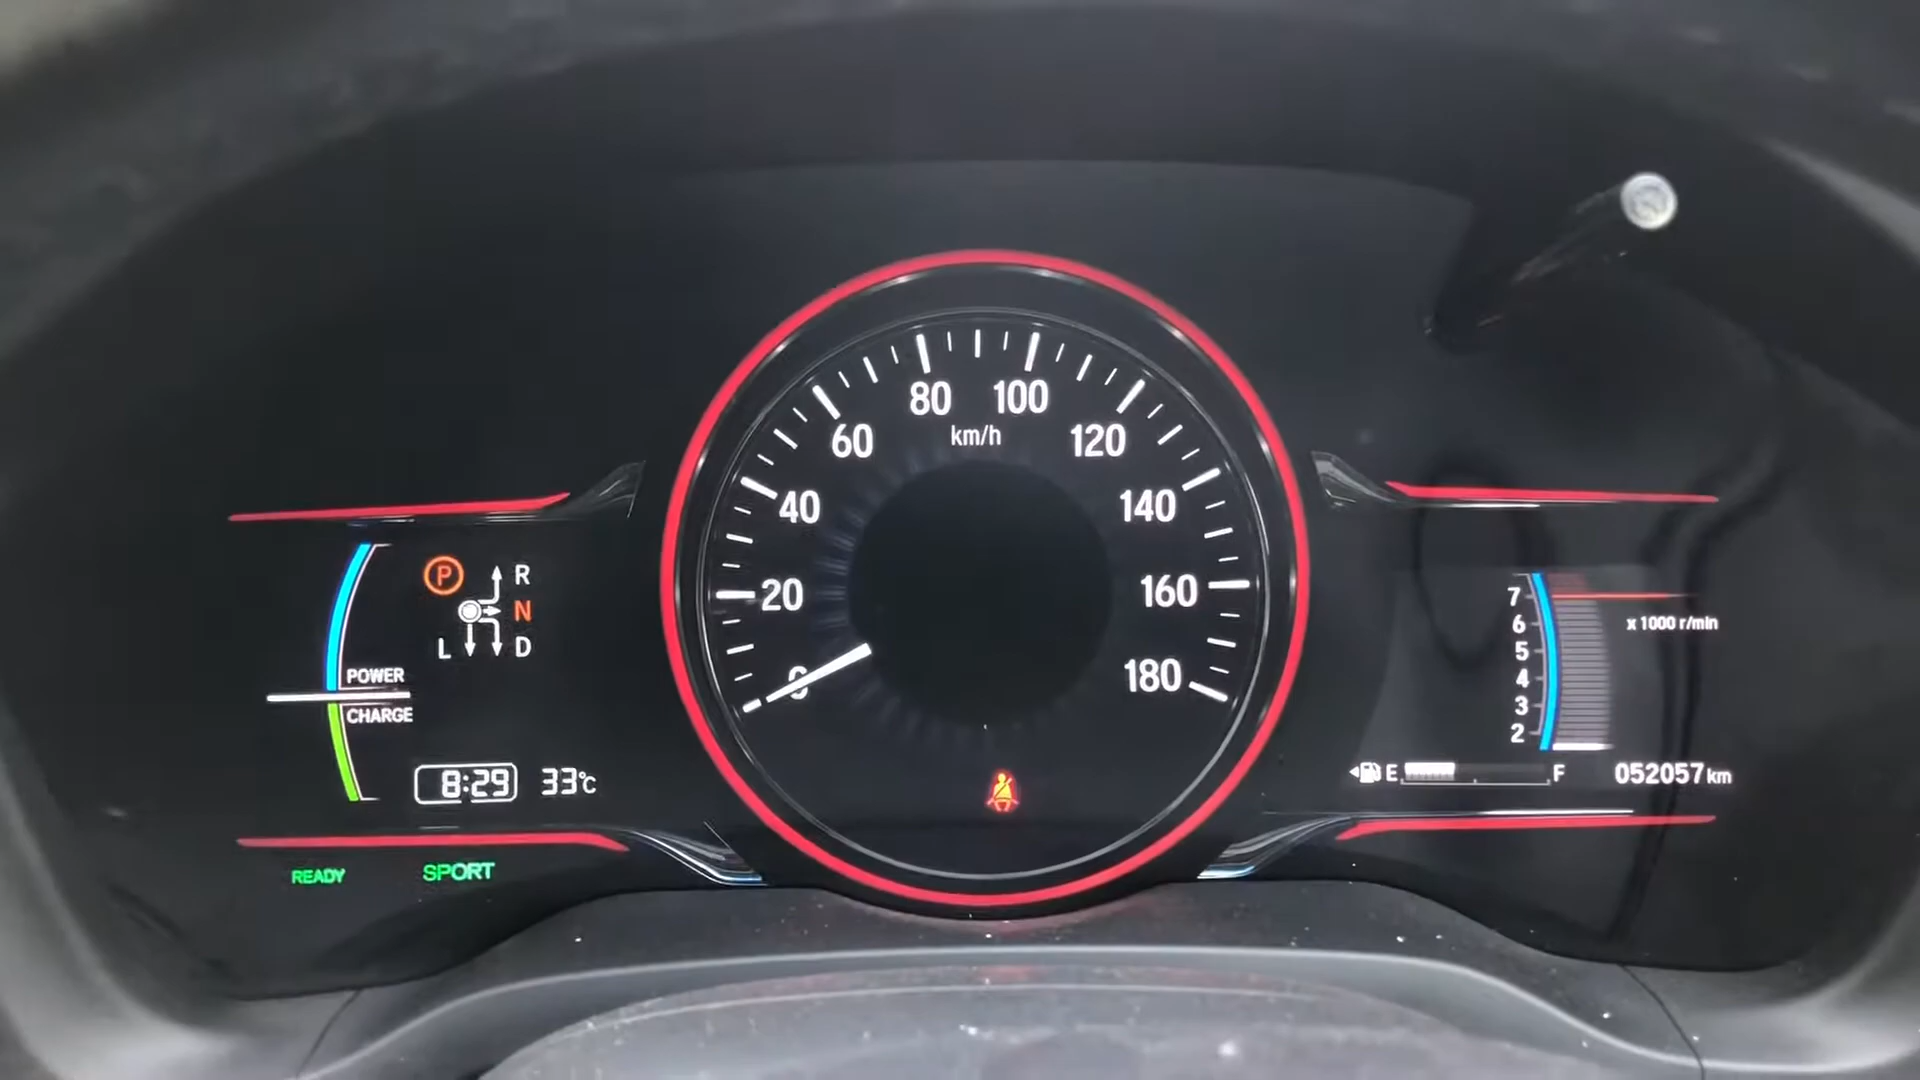 P
R
N
L
D
POWER
CHARGE
8:29 33°C
READY
SPORT
0
20
40
60
80
100
120
140
160
180
km/h
7
6
5
4
3
2
x 1000 r/min
E
F
052057 km